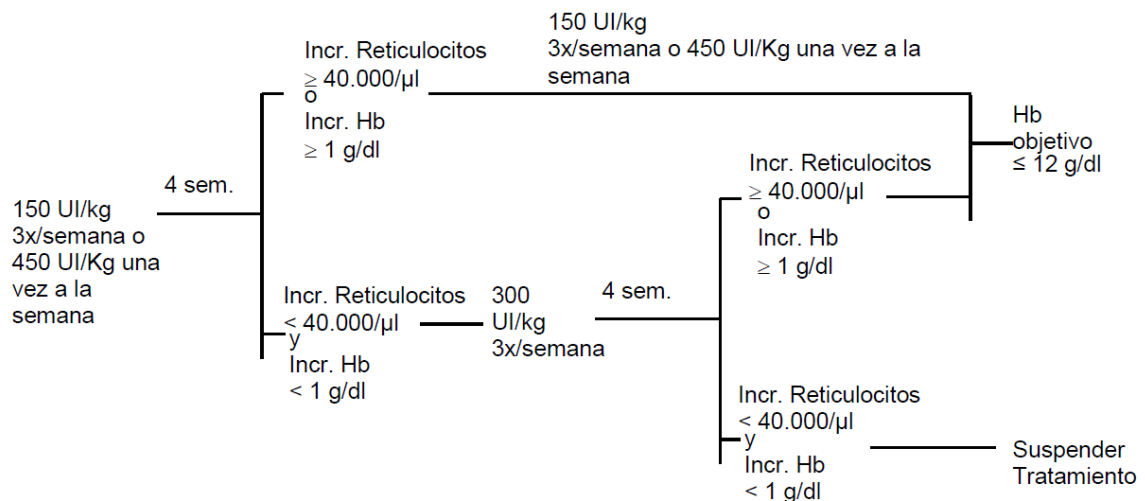 150 UI/kg
3x/semana o
450 UI/Kg una
vez a la
semana
4 sem.
Incr. Reticulocitos
≥ 40.000/µl
o
Incr. Hb
≥ 1 g/dl
150 UI/kg
3x/semana o 450 UI/Kg una vez a la
semana
Incr. Reticulocitos
< 40.000/µl
y
Incr. Hb
< 1 g/dl
300
UI/kg
3x/semana
4 sem.
Incr. Reticulocitos
≥ 40.000/µl
o
Incr. Hb
≥ 1 g/dl
Hb
objetivo
≤ 12 g/dl
Incr. Reticulocitos
< 40.000/µl
y
Incr. Hb
< 1 g/dl
Suspender
Tratamiento